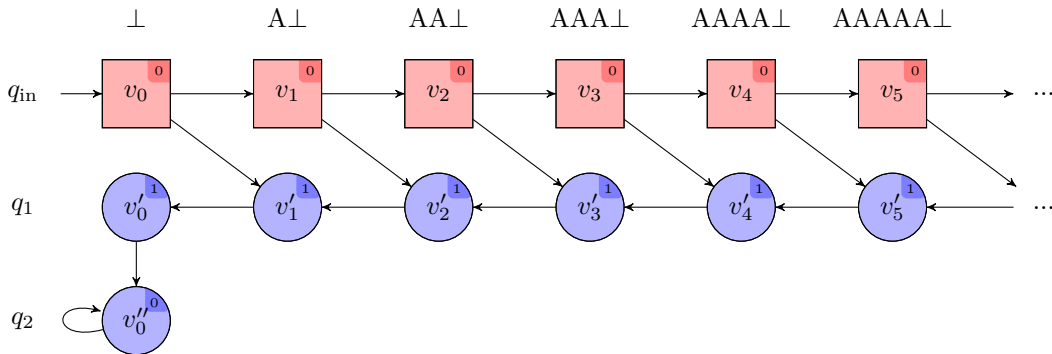 ⊥ A⊥ AA⊥ AAA⊥ AAAA⊥ AAAAA⊥
q_in v_0 0 v_1 0 v_2 0 v_3 0 v_4 0 v_5 0 ...
q_1 v'_0 1 v'_1 1 v'_2 1 v'_3 1 v'_4 1 v'_5 1 ...
q_2 v''_0 0